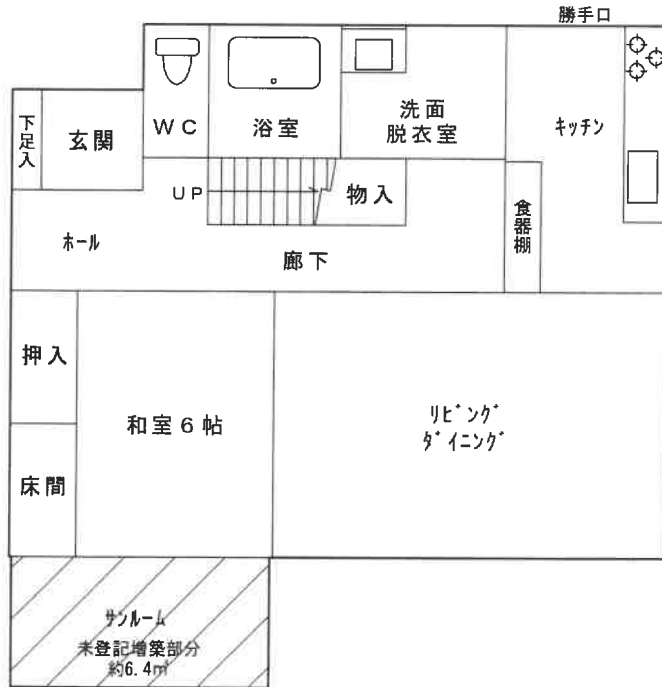 勝手口
下足入
玄関
WC
浴室
洗面
脱衣室
キッチン
UP
物入
食器棚
ホール
廊下
押入
和室6帖
リビング
ダイニング
床間
サンルーム
未登記増築部分
約6.4㎡